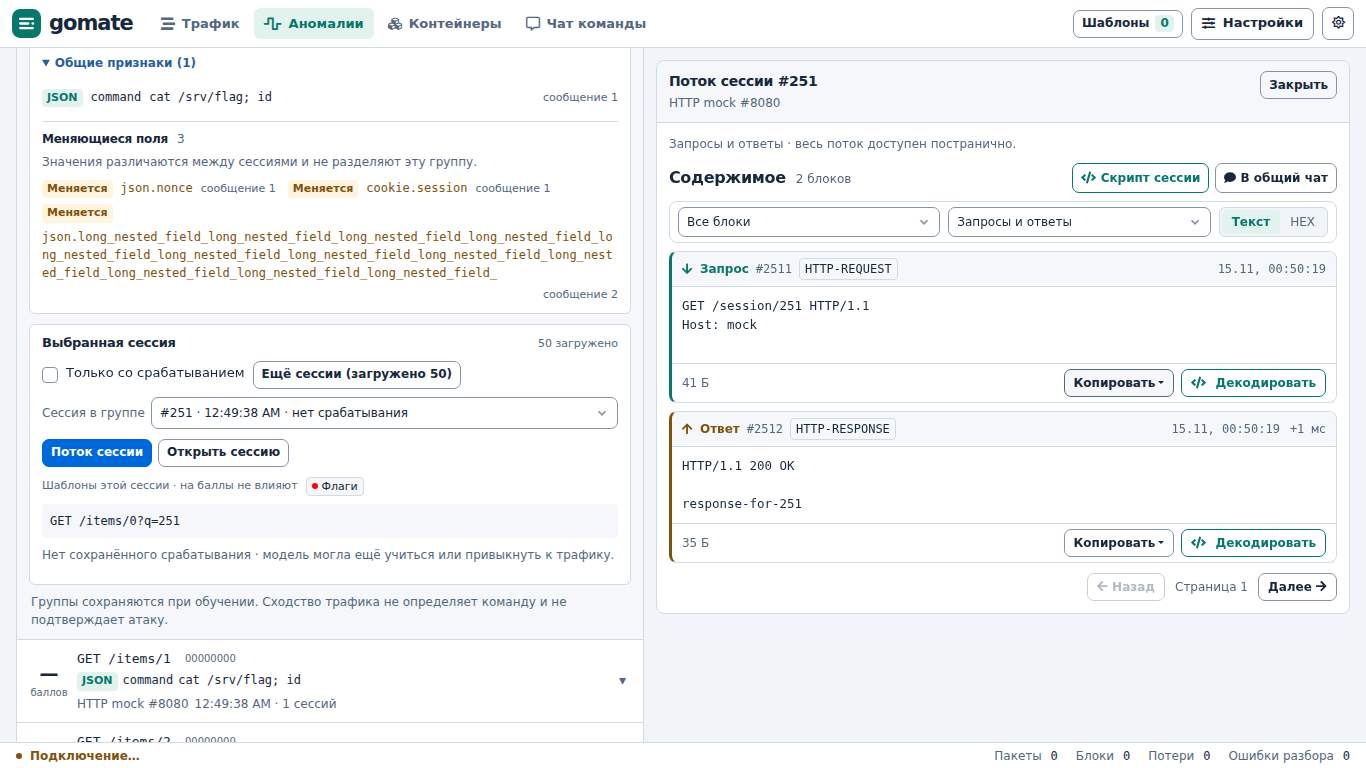 gomate
Трафик
Аномалии
Контейнеры
Чат команды
Шаблоны 0
Настройки
▼ Общие признаки (1)
JSON command cat /srv/flag; id сообщение 1
Меняющиеся поля 3
Значения различаются между сессиями и не разделяют эту группу.
Меняется json.nonce сообщение 1 Меняется cookie.session сообщение 1
Меняется
json.long_nested_field_long_nested_field_long_nested_field_long_nested_field_lo
ng_nested_field_long_nested_field_long_nested_field_long_nested_field_long_nest
ed_field_long_nested_field_long_nested_field_long_nested_field_
сообщение 2
Выбранная сессия 50 загружено
Только со срабатыванием Ещё сессии (загружено 50)
Сессия в группе #251 · 12:49:38 AM · нет срабатывания
Поток сессии Открыть сессию
Шаблоны этой сессии · на баллы не влияют Флаги
GET /items/0?q=251
Нет сохранённого срабатывания · модель могла ещё учиться или привыкнуть к трафику.
Группы сохраняются при обучении. Сходство трафика не определяет команду и не
подтверждает атаку.
—
баллов
GET /items/1 00000000
JSON command cat /srv/flag; id ▼
HTTP mock #8080 12:49:38 AM · 1 сессий
GET /items/2 00000000
Поток сессии #251
HTTP mock #8080
Закрыть
Запросы и ответы · весь поток доступен постранично.
Содержимое 2 блоков
Скрипт сессии
В общий чат
Все блоки
Запросы и ответы
Текст HEX
Запрос #2511 HTTP-REQUEST 15.11, 00:50:19
GET /session/251 HTTP/1.1
Host: mock
41 Б Копировать Декодировать
Ответ #2512 HTTP-RESPONSE 15.11, 00:50:19 +1 мс
HTTP/1.1 200 OK
response-for-251
35 Б Копировать Декодировать
← Назад Страница 1 Далее →
Подключение…
Пакеты 0 Блоки 0 Потери 0 Ошибки разбора 0